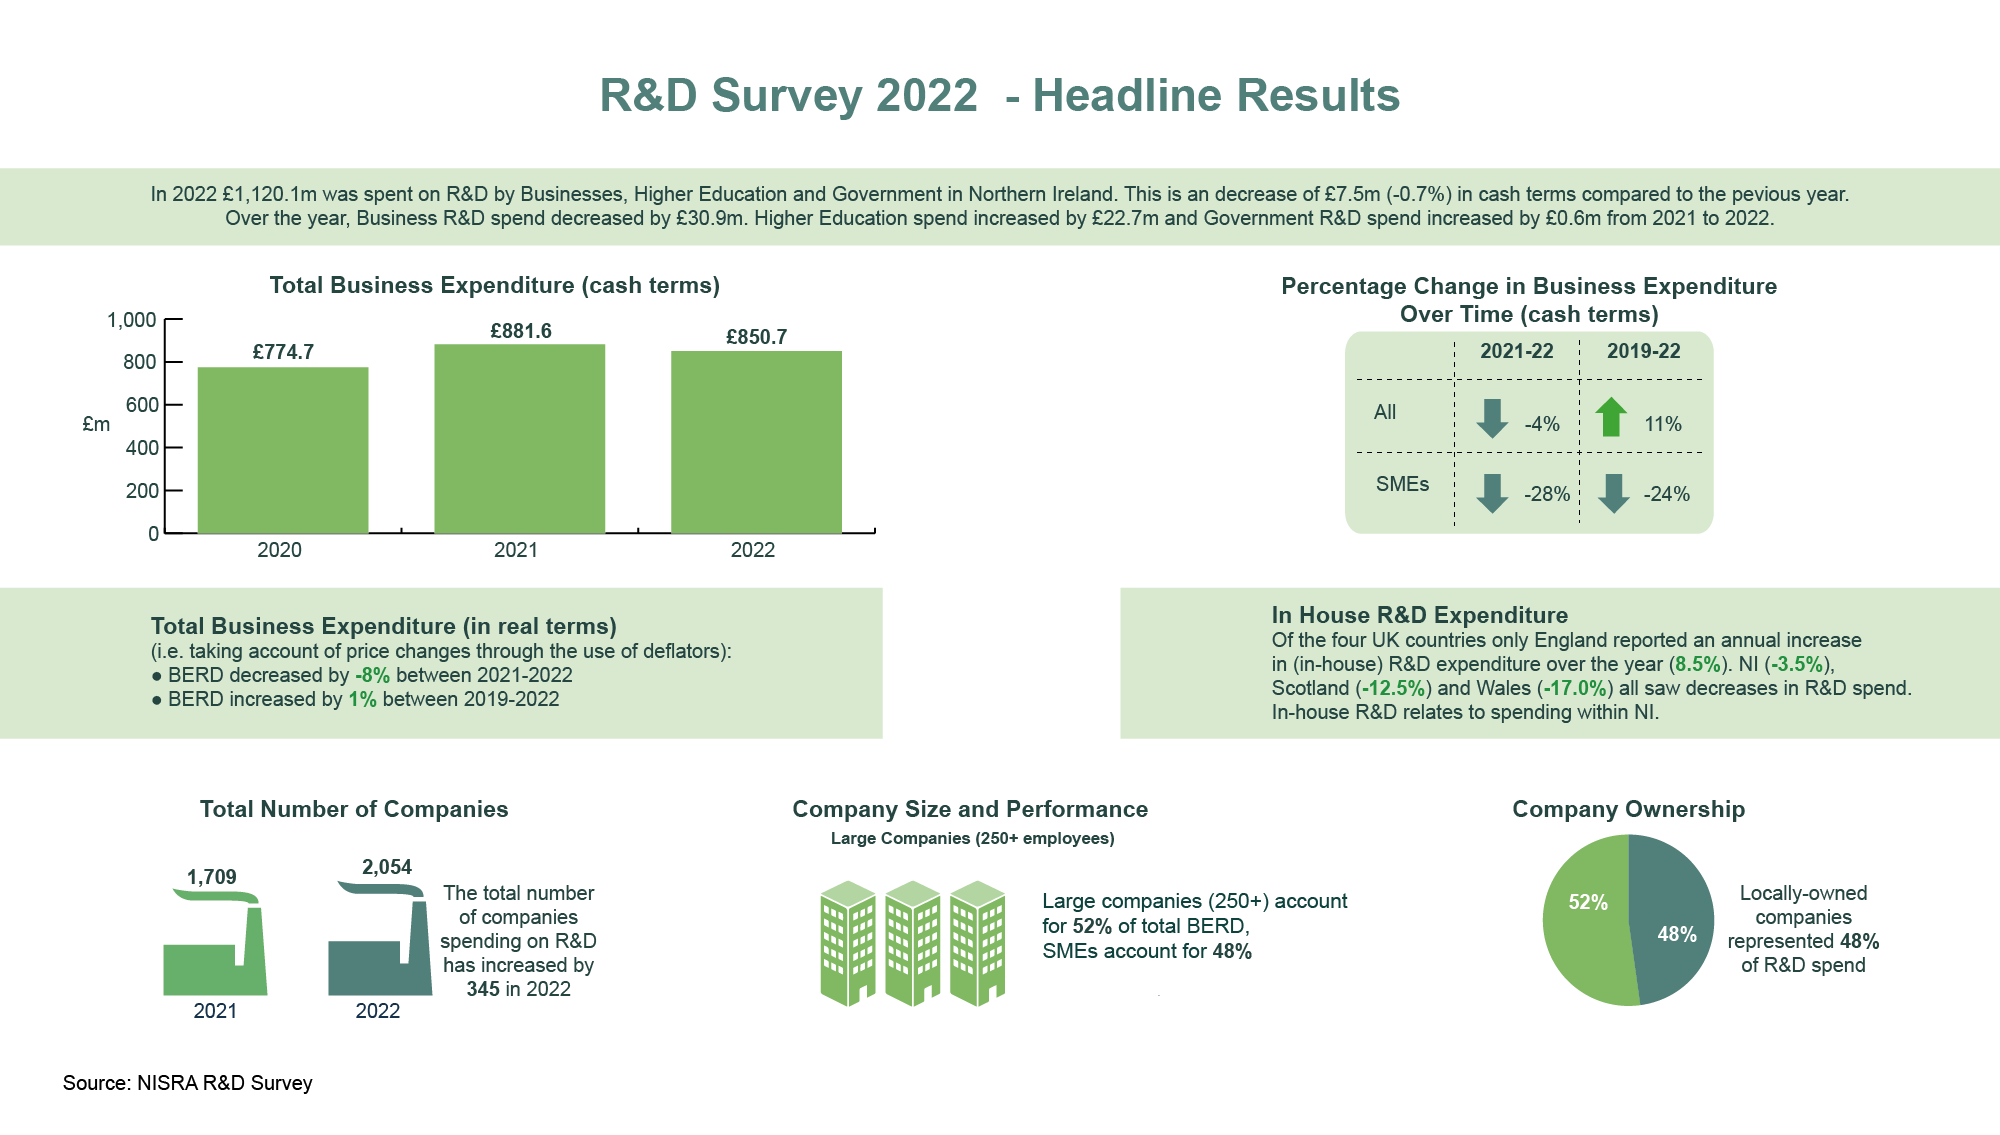 R&D Survey 2022 - Headline Results
In 2022 £1,120.1m was spent on R&D by Businesses, Higher Education and Government in Northern Ireland. This is an decrease of £7.5m (-0.7%) in cash terms compared to the pevious year.
Over the year, Business R&D spend decreased by £30.9m. Higher Education spend increased by £22.7m and Government R&D spend increased by £0.6m from 2021 to 2022.
Total Business Expenditure (cash terms)
1,000
800
600
400
200
0
£m
£774.7
£881.6
£850.7
2020
2021
2022
Percentage Change in Business Expenditure
Over Time (cash terms)
2021-22
2019-22
All
-4%
11%
SMEs
-28%
-24%
Total Business Expenditure (in real terms)
(i.e. taking account of price changes through the use of deflators):
● BERD decreased by -8% between 2021-2022
● BERD increased by 1% between 2019-2022
In House R&D Expenditure
Of the four UK countries only England reported an annual increase
in (in-house) R&D expenditure over the year (8.5%). NI (-3.5%),
Scotland (-12.5%) and Wales (-17.0%) all saw decreases in R&D spend.
In-house R&D relates to spending within NI.
Total Number of Companies
1,709
2,054
2021
2022
The total number
of companies
spending on R&D
has increased by
345 in 2022
Company Size and Performance
Large Companies (250+ employees)
Large companies (250+) account
for 52% of total BERD,
SMEs account for 48%
Company Ownership
52%
48%
Locally-owned
companies
represented 48%
of R&D spend
Source: NISRA R&D Survey